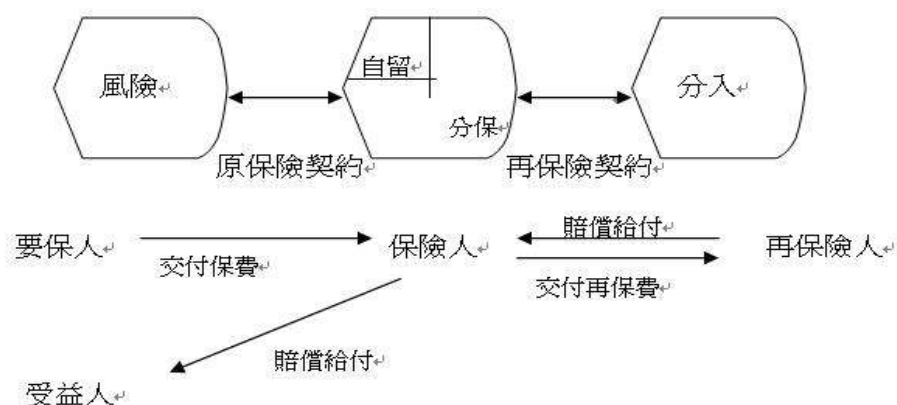 風險
自留
分保
分入
原保險契約
再保險契約
要保人
交付保費
保險人
賠償給付
交付再保費
再保險人
賠償給付
受益人